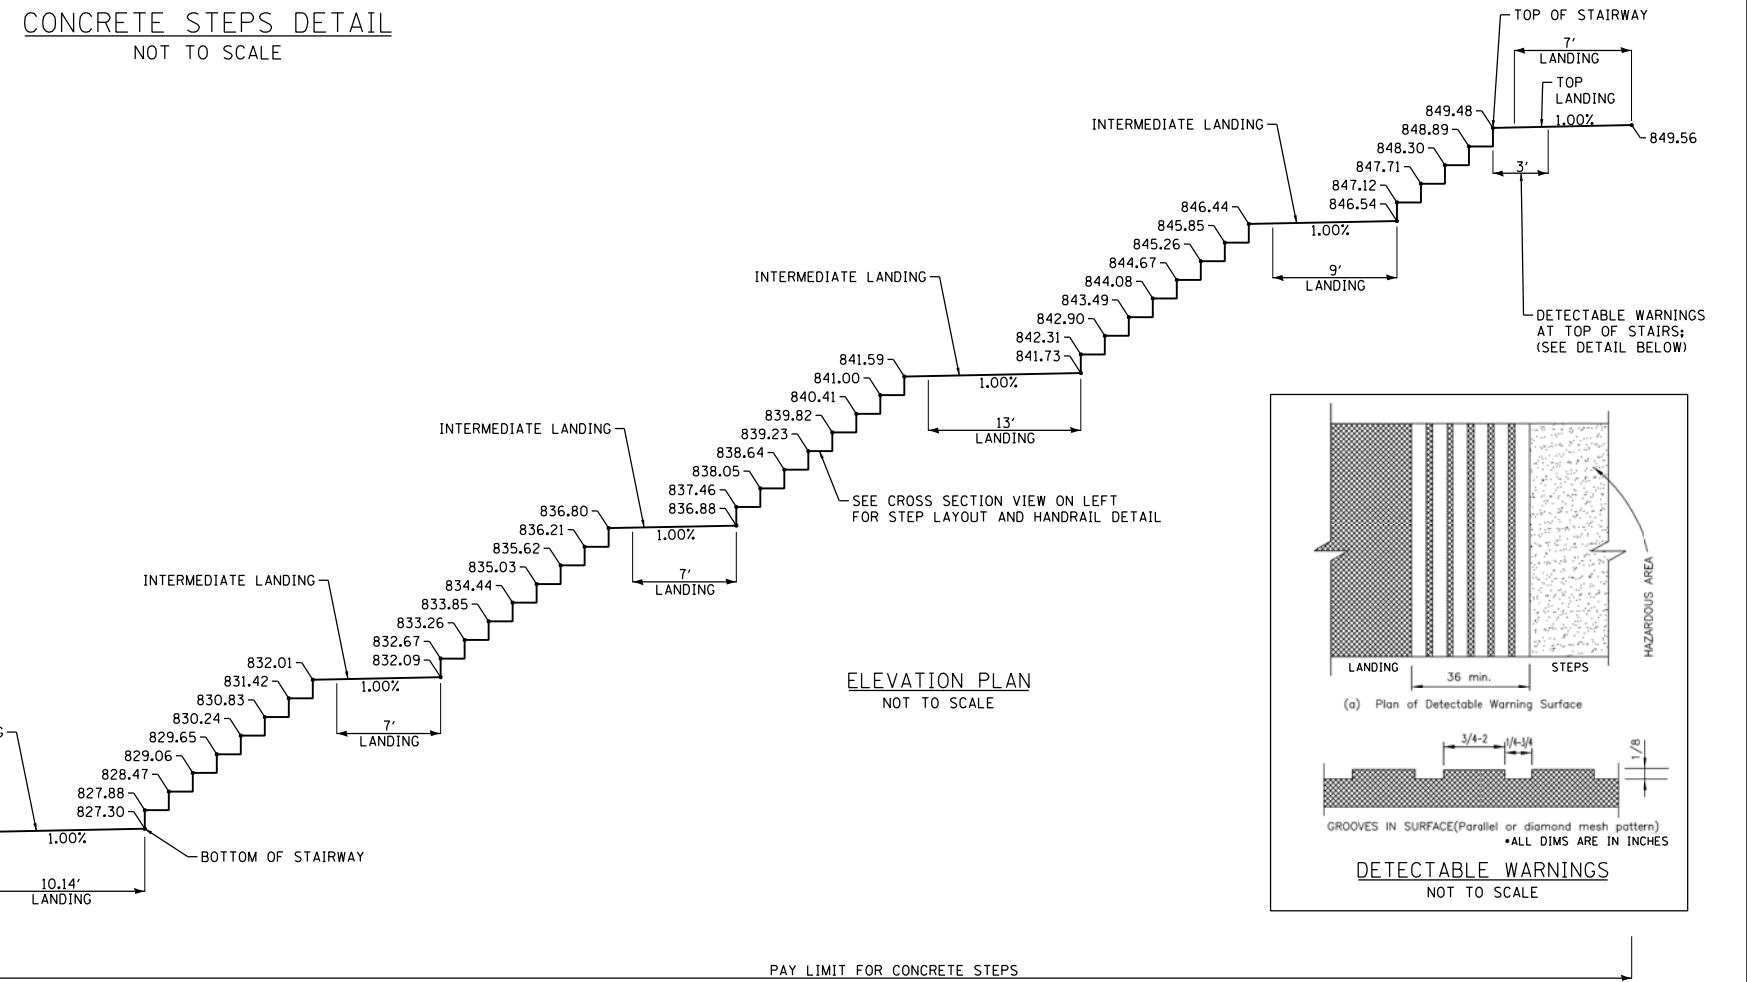 CONCRETE STEPS DETAIL
NOT TO SCALE
TOP OF STAIRWAY
7'
LANDING
TOP
LANDING
1.00%
849.56
849.48
848.89
848.30
847.71
847.12
846.54
3'
INTERMEDIATE LANDING
1.00%
9'
LANDING
DETECTABLE WARNINGS
AT TOP OF STAIRS;
(SEE DETAIL BELOW)
846.44
845.85
845.26
844.67
844.08
843.49
842.90
842.31
841.73
INTERMEDIATE LANDING
1.00%
13'
LANDING
841.59
841.00
840.41
839.82
839.23
838.64
838.05
837.46
836.88
SEE CROSS SECTION VIEW ON LEFT
FOR STEP LAYOUT AND HANDRAIL DETAIL
INTERMEDIATE LANDING
1.00%
7'
LANDING
836.80
836.21
835.62
835.03
834.44
833.85
833.26
832.67
832.09
INTERMEDIATE LANDING
1.00%
7'
LANDING
832.01
831.42
830.83
830.24
829.65
829.06
828.47
827.88
827.30
G
1.00%
BOTTOM OF STAIRWAY
10.14'
LANDING
ELEVATION PLAN
NOT TO SCALE
HAZARDOUS AREA
LANDING
STEPS
36 min.
(a) Plan of Detectable Warning Surface
3/4-2
1/4-3/4
1/8
GROOVES IN SURFACE(Parallel or diamond mesh pattern)
*ALL DIMS ARE IN INCHES
DETECTABLE WARNINGS
NOT TO SCALE
PAY LIMIT FOR CONCRETE STEPS